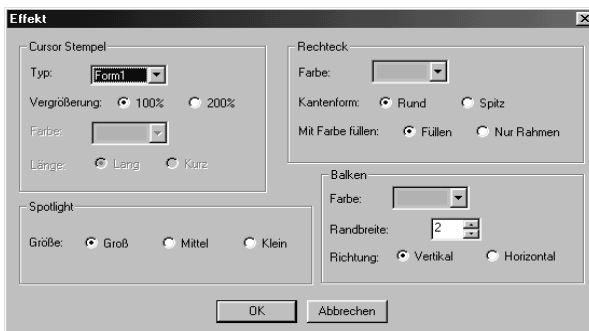 Effekt
Cursor Stempel
Typ: Form1
Vergrößerung: 100% 200%
Farbe:
Länge: Lang Kurz
Rechteck
Farbe:
Kantenform: Rund Spitz
Mit Farbe füllen: Füllen Nur Rahmen
Spotlight
Größe: Groß Mittel Klein
Balken
Farbe:
Randbreite: 2
Richtung: Vertikal Horizontal
OK Abbrechen